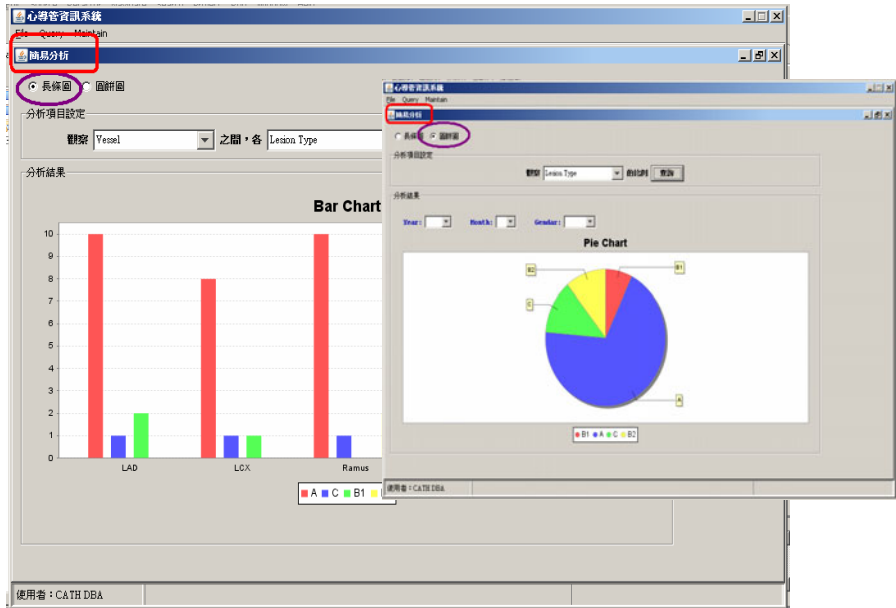 心導管資訊系統
File Query Maintain
簡易分析
長條圖 圓餅圖
分析項目設定
觀察 Vessel 之間,各 Lesion Type
分析結果
Bar Chart
10
9
8
7
6
5
4
3
2
1
0
LAD LCX Ramus
A C B1
使用者:CATH DBA
心導管資訊系統
File Query Maintain
簡易分析
長條圖 圓餅圖
分析項目設定
觀察 Lesion Type 的比例 查詢
分析結果
Year: Month: Gender:
Pie Chart
B2 B1
C
A
B1 A C B2
使用者:CATH DBA